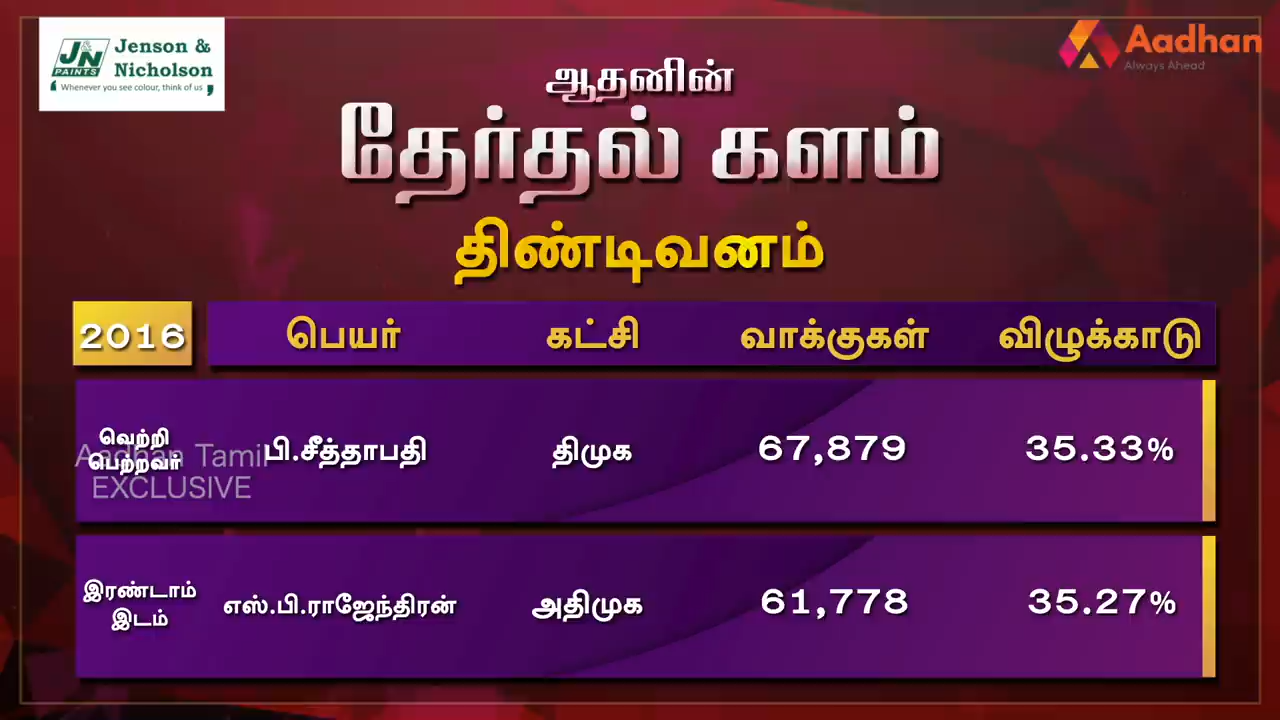 Jenson &
Nicholson
J&N
PAINTS
Whenever you see colour, think of us
Aadhan
Always Ahead
ஆதனின்
தேர்தல் களம்
திண்டிவனம்
2016 பெயர் கட்சி வாக்குகள் விழுக்காடு
வெற்றி
பெற்றவர் பி.சீத்தாபதி திமுக 67,879 35.33%
Aadhan Tamil
EXCLUSIVE
இரண்டாம்
இடம் எஸ்.பி.ராஜேந்திரன் அதிமுக 61,778 35.27%